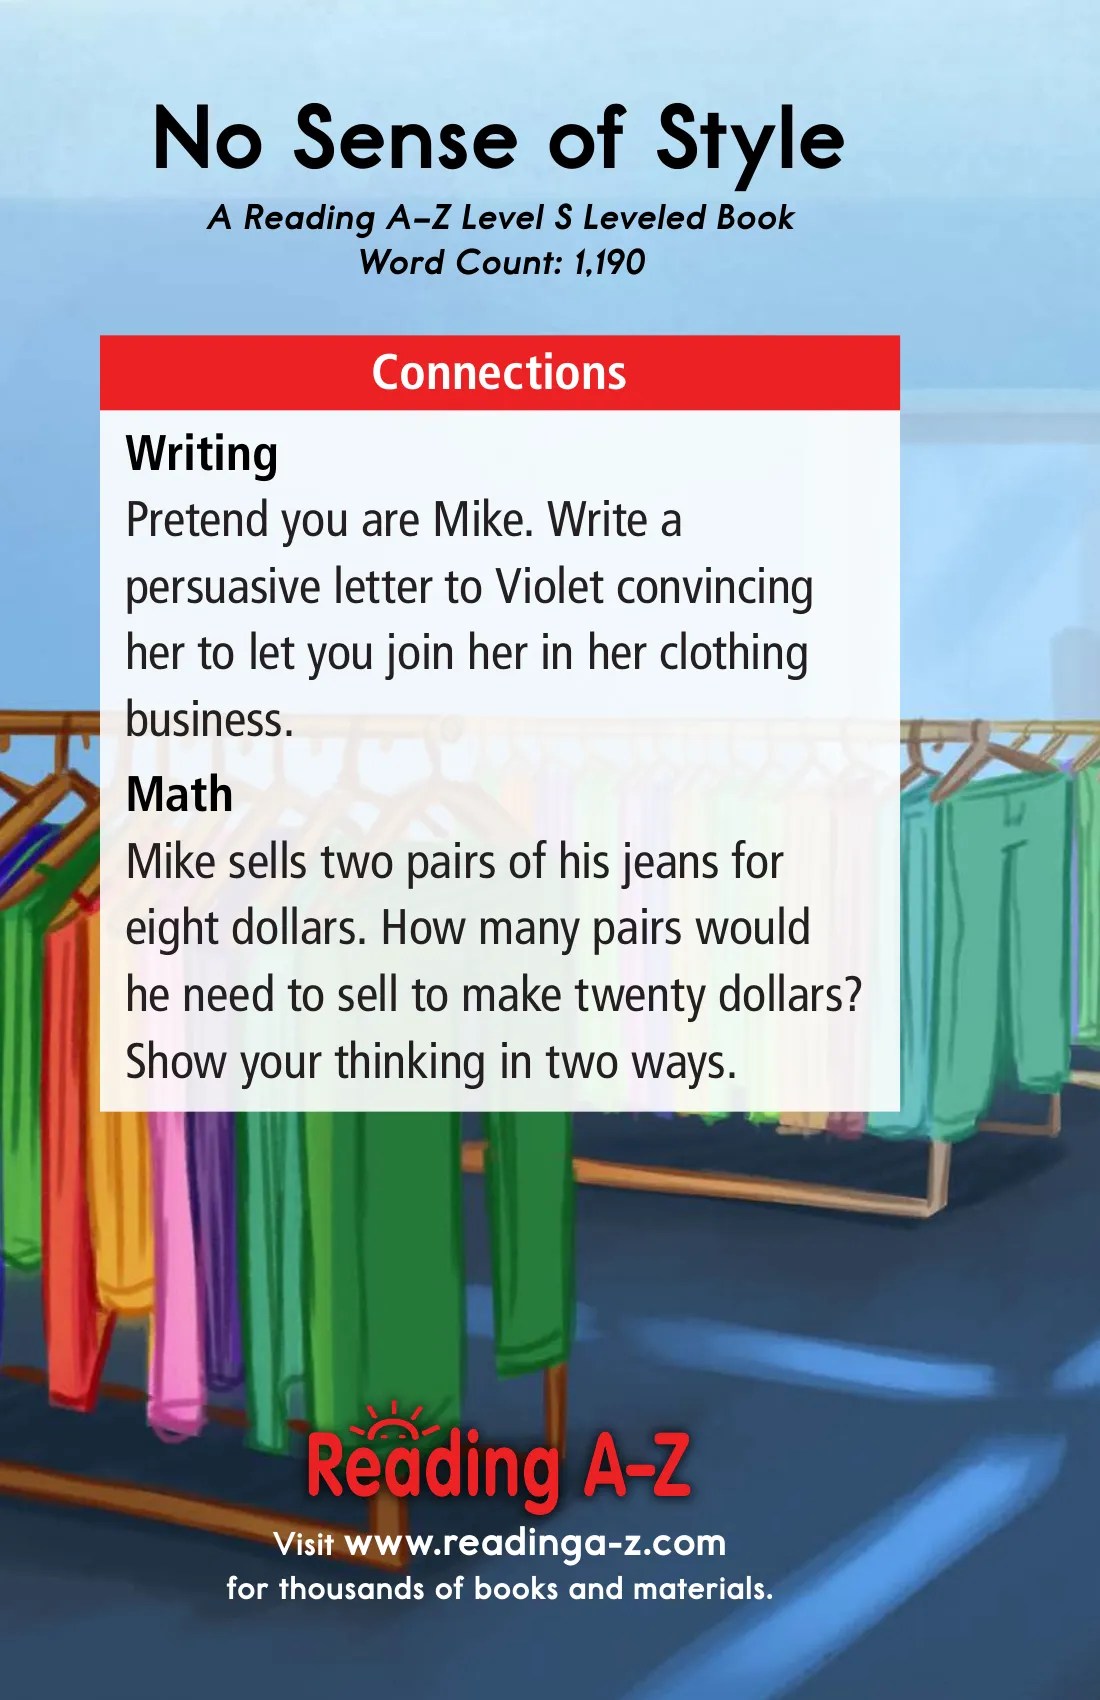 No Sense of Style
A Reading A–Z Level S Leveled Book
Word Count: 1,190
Connections
Writing
Pretend you are Mike. Write a
persuasive letter to Violet convincing
her to let you join her in her clothing
business.
Math
Mike sells two pairs of his jeans for
eight dollars. How many pairs would
he need to sell to make twenty dollars?
Show your thinking in two ways.
Reading A–Z
Visit www.readinga-z.com
for thousands of books and materials.